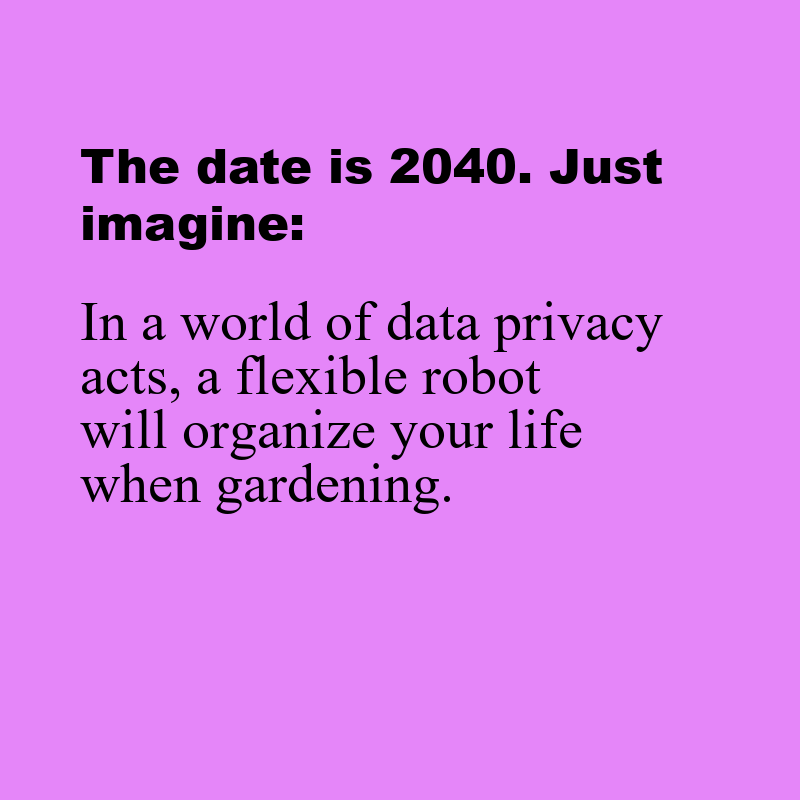 The date is 2040. Just
imagine:
In a world of data privacy
acts, a flexible robot
will organize your life
when gardening.